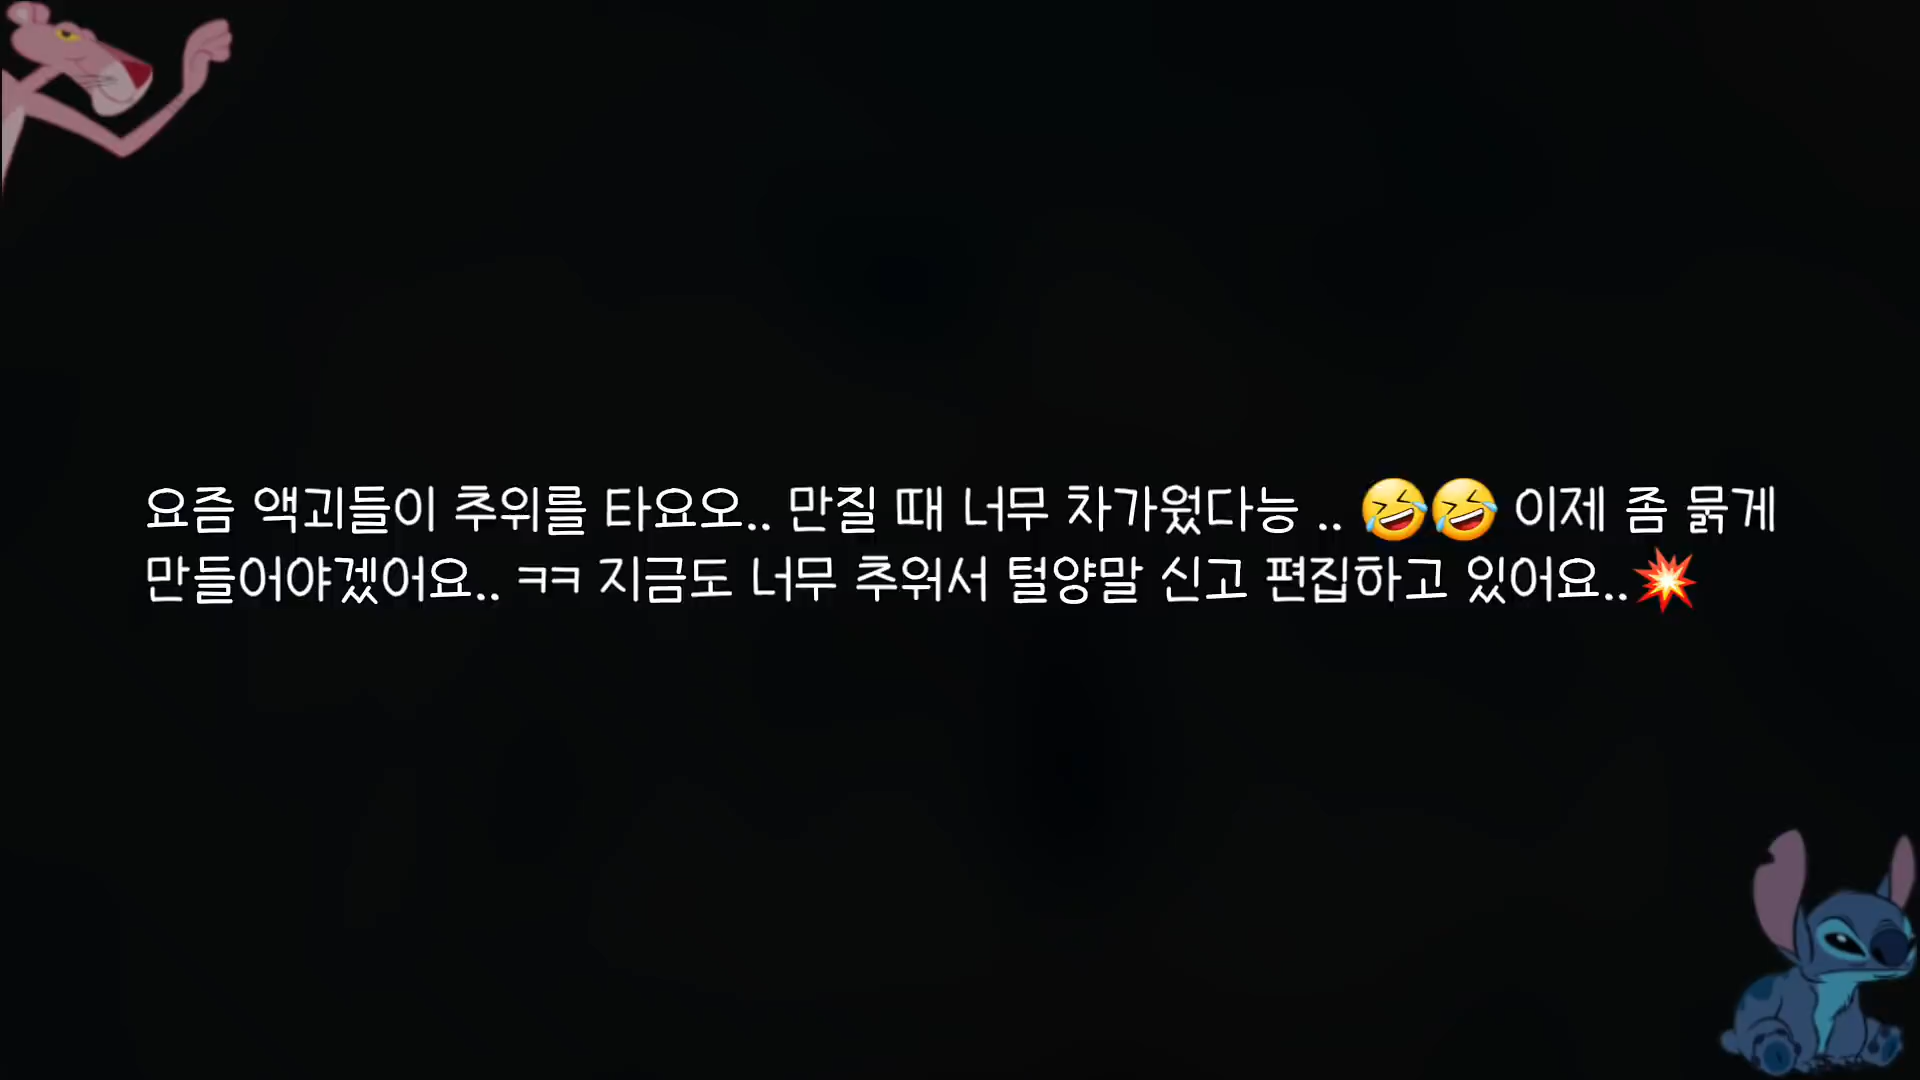 요즘 액괴들이 추위를 타요오.. 만질 때 너무 차가웠다능 .. 🤣🤣 이제 좀 묽게
만들어야겠어요.. ㅋㅋ 지금도 너무 추워서 털양말 신고 편집하고 있어요..💥